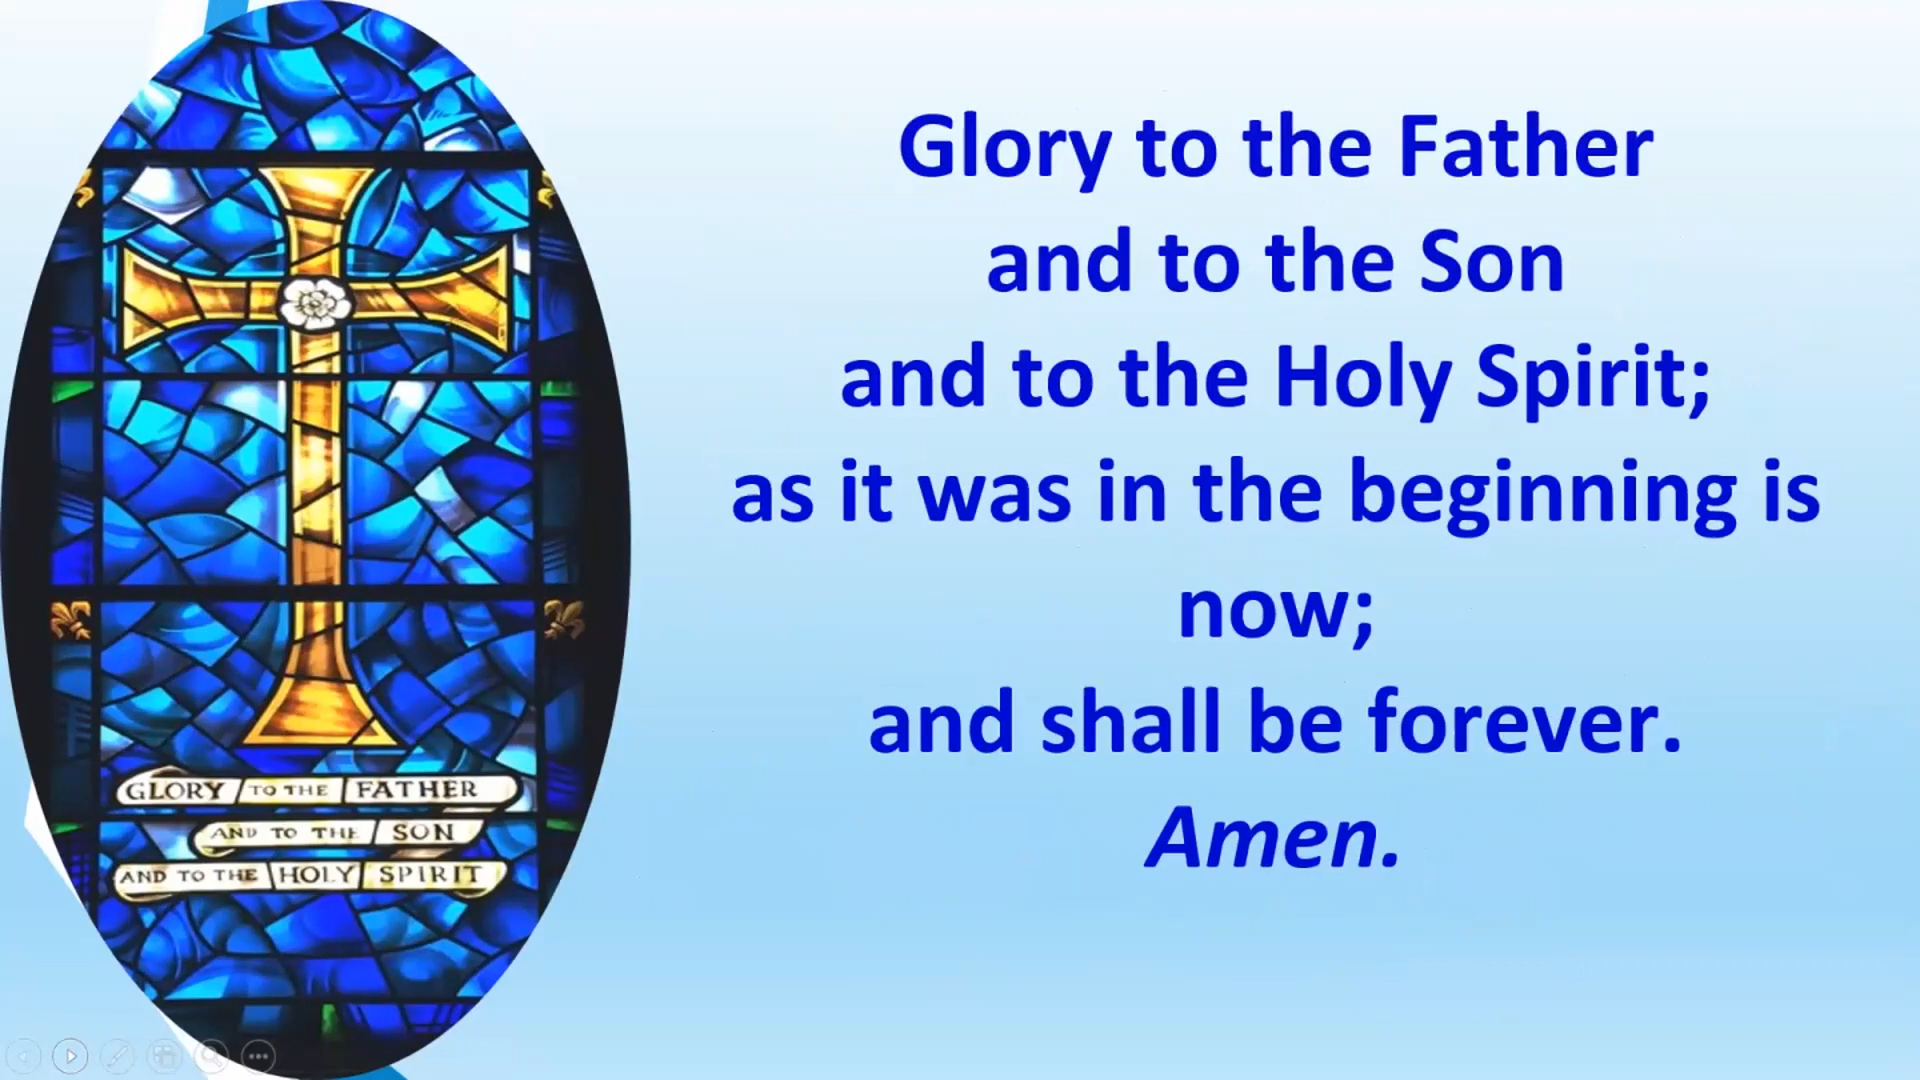 Glory to the Father
and to the Son
and to the Holy Spirit;
as it was in the beginning is
now;
and shall be forever.
Amen.
GLORY TO THE FATHER
AND TO THE SON
AND TO THE HOLY SPIRIT